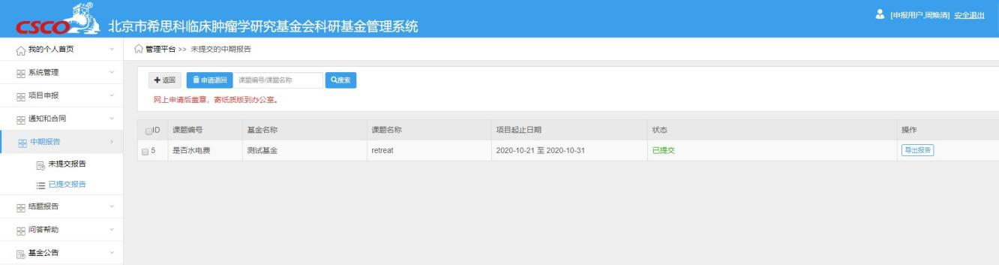 CSCO 北京市希思科临床肿瘤学研究基金会科研基金管理系统
[申报用户,周焕清] 安全退出
我的个人首页
管理平台 >> 未提交的中期报告
系统管理
项目申报
通知和合同
中期报告
未提交报告
已提交报告
结题报告
问答帮助
基金公告
返回 申请退回 课题编号/课题名称 搜索
网上申请后盖章，寄纸质版到办公室。
ID 课题编号 基金名称 课题名称 项目起止日期 状态 操作
5 是否水电费 测试基金 retreat 2020-10-21 至 2020-10-31 已提交 导出报告